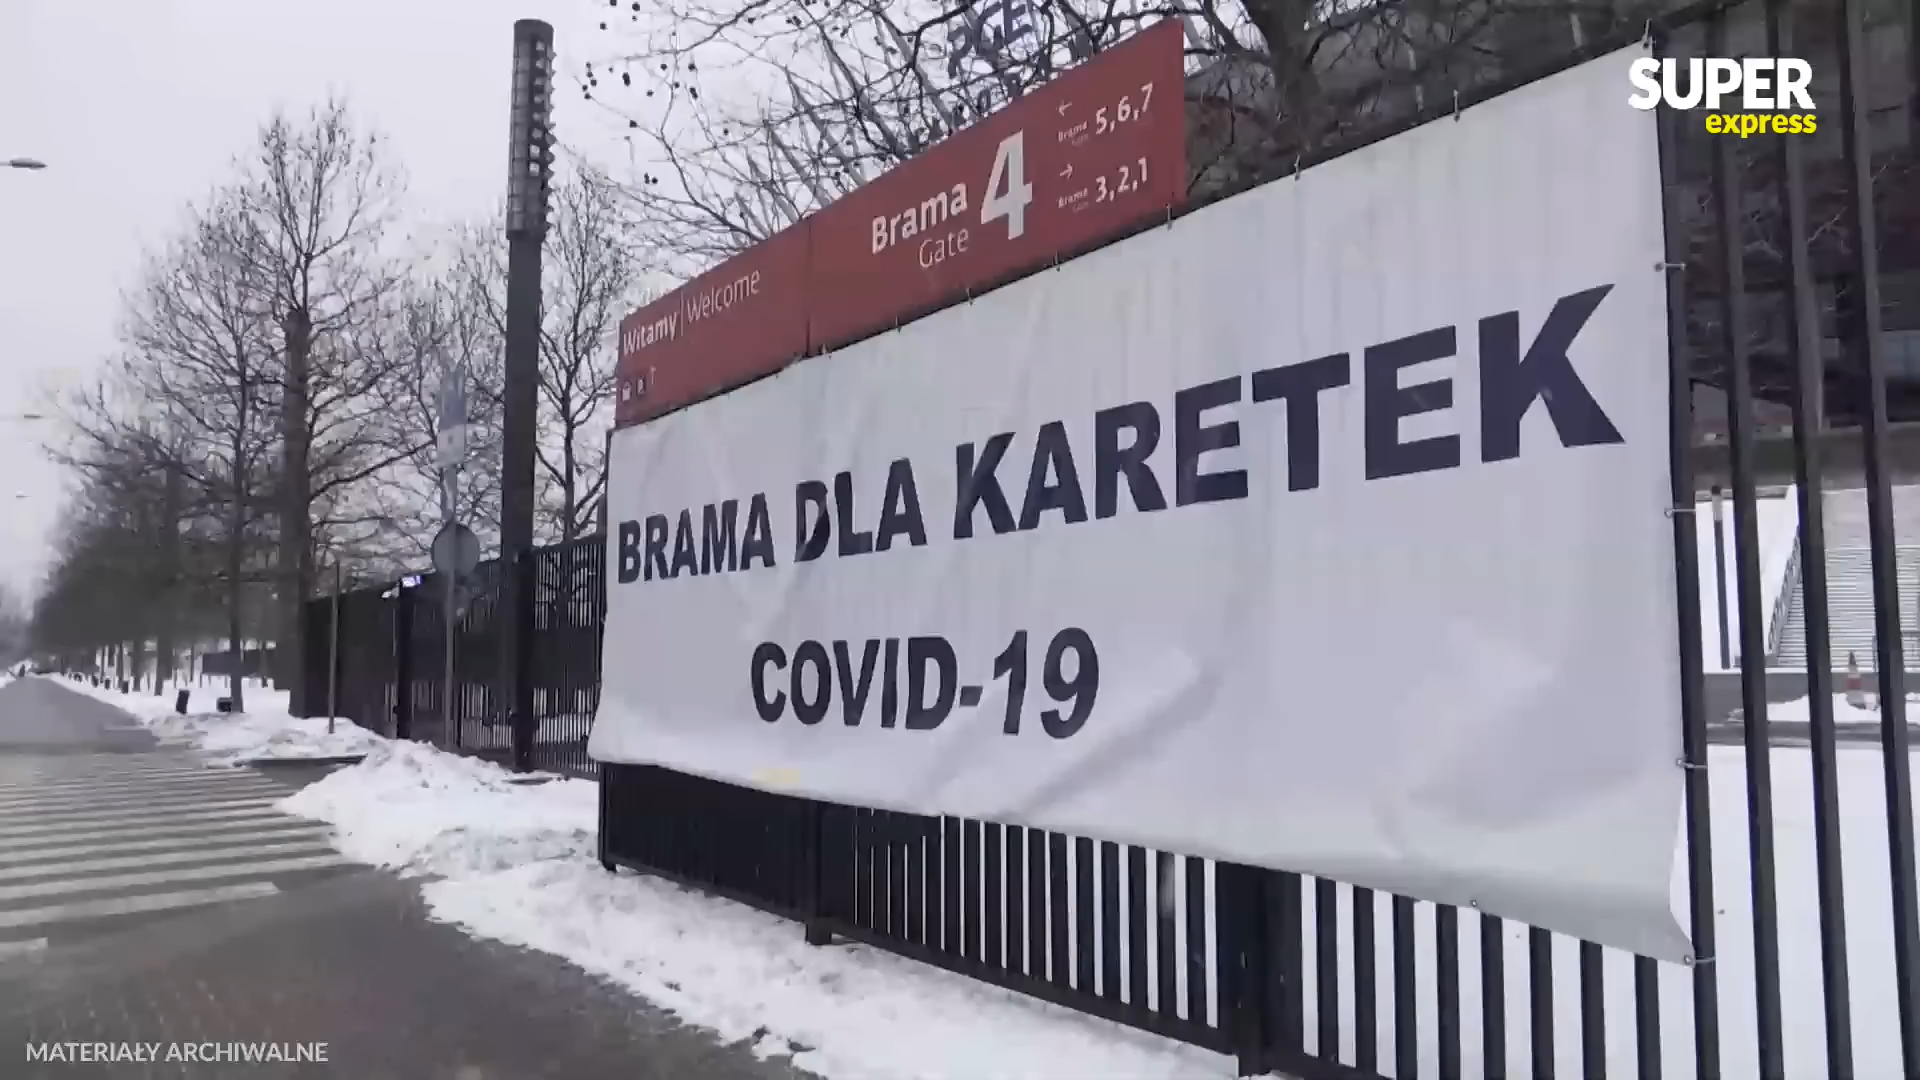 SUPER
express
PGE
Brama
Gate
4
← Brama 5,6,7
→ Brama 3,2,1
Witamy | Welcome
BRAMA DLA KARETEK
COVID-19
MATERIAŁY ARCHIWALNE